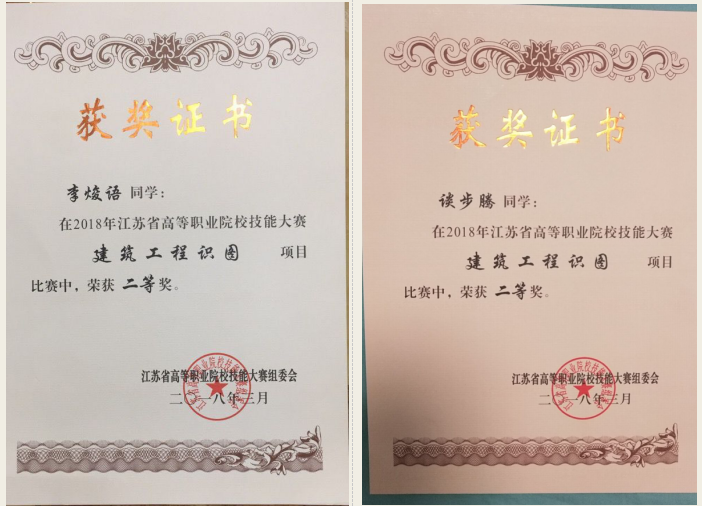 获奖证书
李焌语 同学：
在2018年江苏省高等职业院校技能大赛
建筑工程识图 项目
比赛中，荣获 二等奖。
江苏省高等职业院校技能大赛组委会
二〇一八年三月
获奖证书
谈步腾 同学：
在2018年江苏省高等职业院校技能大赛
建筑工程识图 项目
比赛中，荣获 二等奖。
江苏省高等职业院校技能大赛组委会
二〇一八年三月